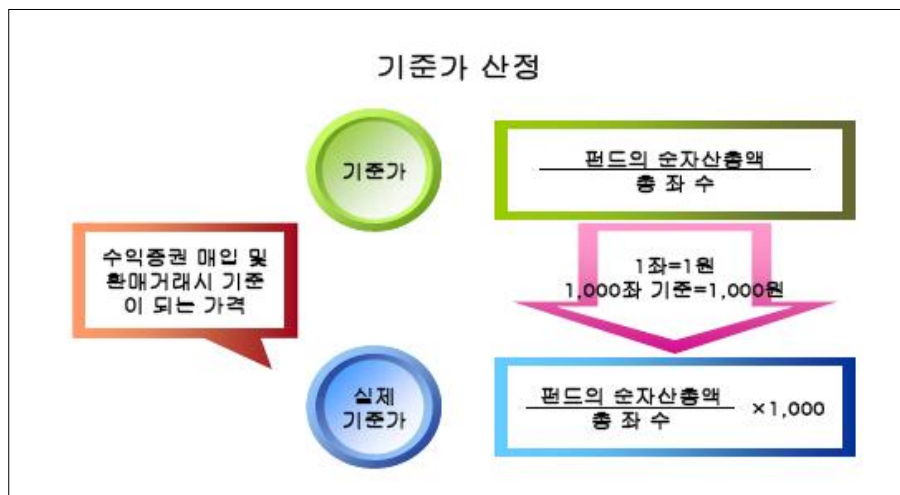 기준가 산정
기준가
펀드의 순자산총액
총 좌 수
수익증권 매입 및
환매거래시 기준
이 되는 가격
1좌=1원
1,000좌 기준=1,000원
실제
기준가
펀드의 순자산총액
총 좌 수
×1,000